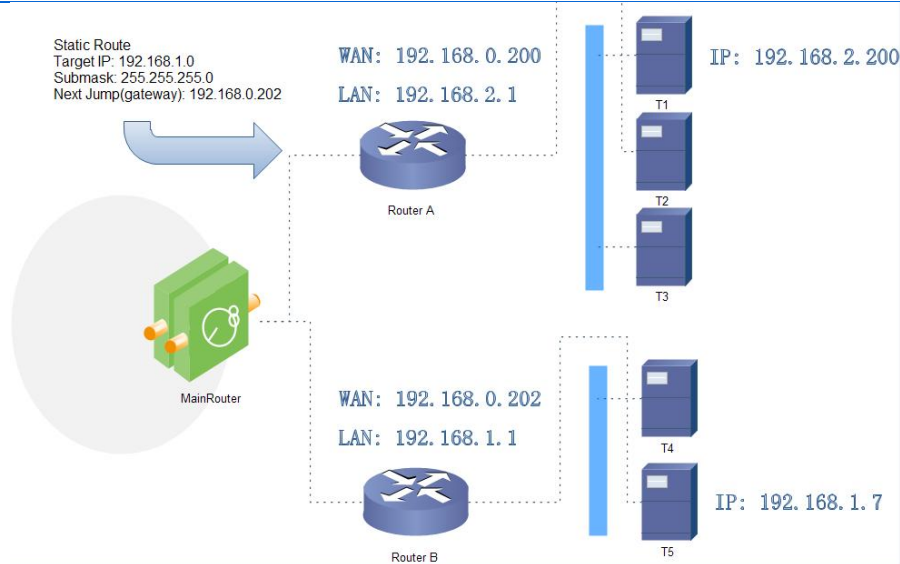 Static Route
Target IP: 192.168.1.0
Submask: 255.255.255.0
Next Jump(gateway): 192.168.0.202
WAN: 192.168.0.200
LAN: 192.168.2.1
Router A
IP: 192.168.2.200
T1
T2
T3
MainRouter
WAN: 192.168.0.202
LAN: 192.168.1.1
Router B
T4
IP: 192.168.1.7
T5